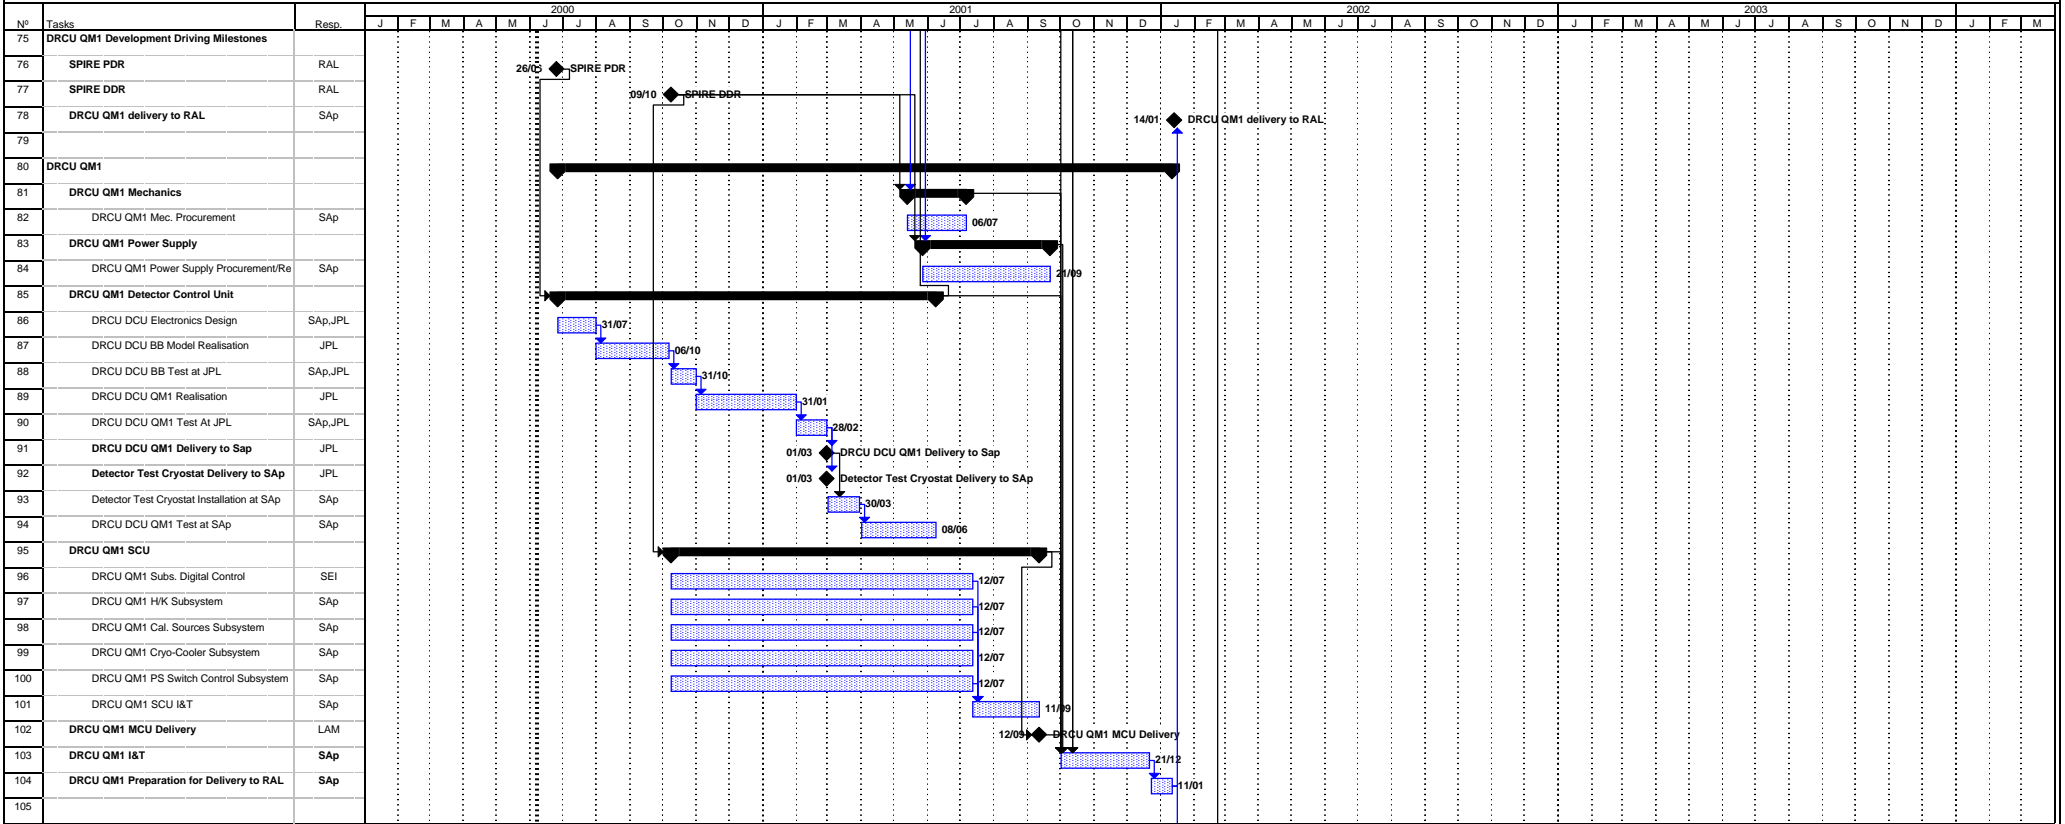 2000 2001 2002 2003
Nº Tasks Resp. J F M A M J J A S O N D J F M A M J J A S O N D J F M A M J J A S O N D J F M A M J J A S O N D J F M
75 DRCU QM1 Development Driving Milestones
76 SPIRE PDR RAL SPIRE PDR
77 SPIRE DDR RAL 09/10 SPIRE DDR
78 DRCU QM1 delivery to RAL SAp 14/01 DRCU QM1 delivery to RAL
79
80 DRCU QM1
81 DRCU QM1 Mechanics
82 DRCU QM1 Mec. Procurement SAp 06/07
83 DRCU QM1 Power Supply
84 DRCU QM1 Power Supply Procurement/Re SAp 21/09
85 DRCU QM1 Detector Control Unit
86 DRCU DCU Electronics Design SAp,JPL 31/07
87 DRCU DCU BB Model Realisation JPL 06/10
88 DRCU DCU BB Test at JPL SAp,JPL 31/10
89 DRCU DCU QM1 Realisation JPL 31/01
90 DRCU DCU QM1 Test At JPL SAp,JPL 28/02
91 DRCU DCU QM1 Delivery to Sap JPL 01/03 DRCU DCU QM1 Delivery to Sap
92 Detector Test Cryostat Delivery to SAp JPL 01/03 Detector Test Cryostat Delivery to SAp
93 Detector Test Cryostat Installation at SAp SAp 30/03
94 DRCU DCU QM1 Test at SAp SAp 08/06
95 DRCU QM1 SCU
96 DRCU QM1 Subs. Digital Control SEI 12/07
97 DRCU QM1 H/K Subsystem SAp 12/07
98 DRCU QM1 Cal. Sources Subsystem SAp 12/07
99 DRCU QM1 Cryo-Cooler Subsystem SAp 12/07
100 DRCU QM1 PS Switch Control Subsystem SAp 12/07
101 DRCU QM1 SCU I&T SAp 11/09
102 DRCU QM1 MCU Delivery LAM 12/09 DRCU QM1 MCU Delivery
103 DRCU QM1 I&T SAp 21/12
104 DRCU QM1 Preparation for Delivery to RAL SAp 11/01
105